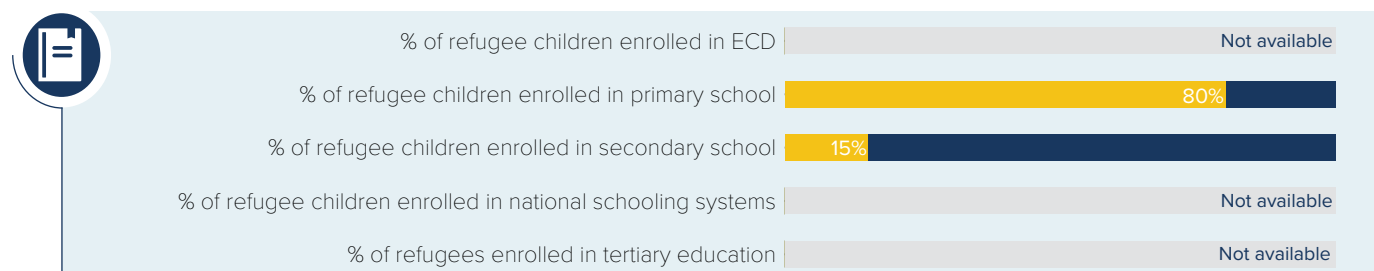 % of refugee children enrolled in ECD Not available
% of refugee children enrolled in primary school 80%
% of refugee children enrolled in secondary school 15%
% of refugee children enrolled in national schooling systems Not available
% of refugees enrolled in tertiary education Not available